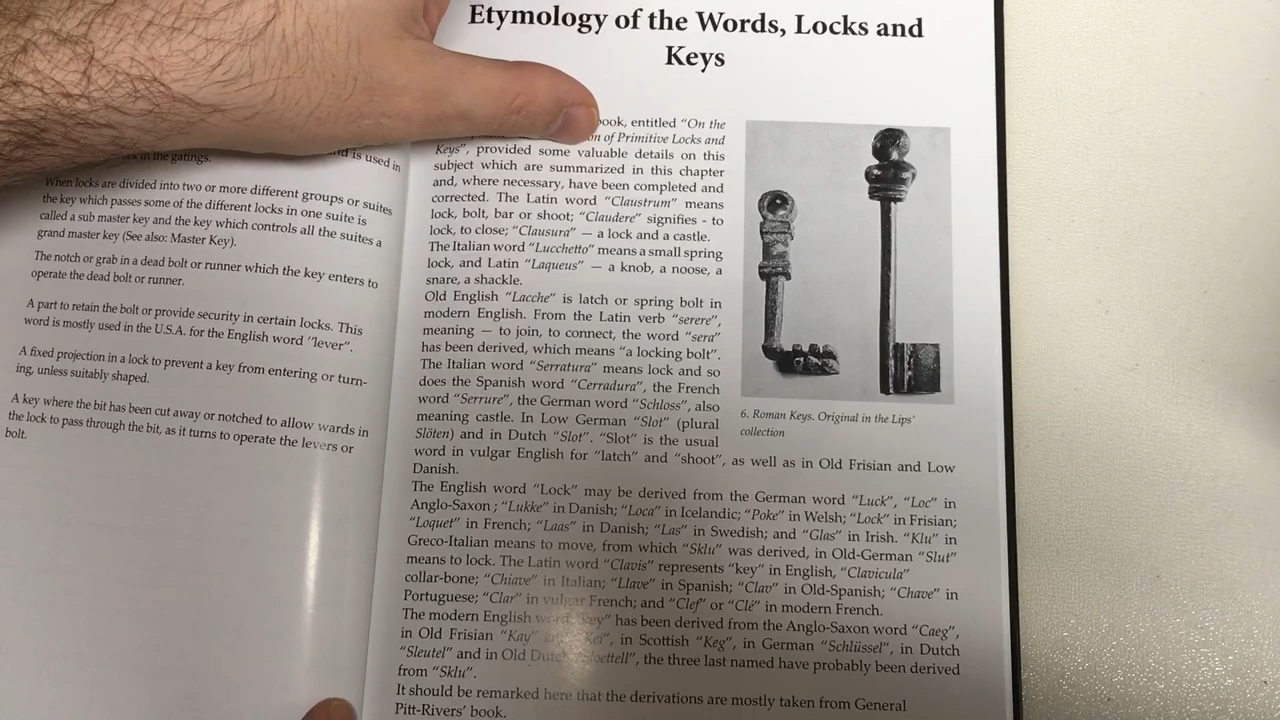 work in the gatings. and is used in
When locks are divided into two or more different groups or suites
the key which passes some of the different locks in one suite is
called a sub master key and the key which controls all the suites a
grand master key (See also: Master Key).
The notch or grab in a dead bolt or runner which the key enters to
operate the dead bolt or runner.
A part to retain the bolt or provide security in certain locks. This
word is mostly used in the U.S.A. for the English word "lever".
A fixed projection in a lock to prevent a key from entering or turn-
ing, unless suitably shaped.
A key where the bit has been cut away or notched to allow wards in
the lock to pass through the bit, as it turns to operate the levers or
bolt.
Etymology of the Words, Locks and
Keys
book, entitled "On the
of Primitive Locks and
Keys", provided some valuable details on this
subject which are summarized in this chapter
and, where necessary, have been completed and
corrected. The Latin word "Claustrum" means
lock, bolt, bar or shoot; "Claudere" signifies - to
lock, to close; "Clausura" — a lock and a castle.
The Italian word "Lucchetto" means a small spring
lock, and Latin "Laqueus" — a knob, a noose, a
snare, a shackle.
Old English "Lacche" is latch or spring bolt in
modern English. From the Latin verb "serere",
meaning — to join, to connect, the word "sera"
has been derived, which means "a locking bolt".
The Italian word "Serratura" means lock and so
does the Spanish word "Cerradura", the French
word "Serrure", the German word "Schloss", also
meaning castle. In Low German "Slot" (plural
Slöten) and in Dutch "Slot". "Slot" is the usual
word in vulgar English for "latch" and "shoot", as well as in Old Frisian and Low
Danish.
The English word "Lock" may be derived from the German word "Luck", "Loc" in
Anglo-Saxon ; "Lukke" in Danish; "Loca" in Icelandic; "Poke" in Welsh; "Lock" in Frisian;
"Loquet" in French; "Laas" in Danish; "Las" in Swedish; and "Glas" in Irish. "Klu" in
Greco-Italian means to move, from which "Sklu" was derived, in Old-German "Slut"
means to lock. The Latin word "Clavis" represents "key" in English, "Clavicula"
collar-bone; "Chiave" in Italian; "Llave" in Spanish; "Clav" in Old-Spanish; "Chave" in
Portuguese; "Clar" in vulgar French; and "Clef" or "Clé" in modern French.
The modern English word "key" has been derived from the Anglo-Saxon word "Caeg",
in Old Frisian "Kay" and "Kei", in Scottish "Keg", in German "Schlüssel", in Dutch
"Sleutel" and in Old Dutch "Sloettell", the three last named have probably been derived
from "Sklu".
It should be remarked here that the derivations are mostly taken from General
Pitt-Rivers' book.
6. Roman Keys. Original in the Lips'
collection